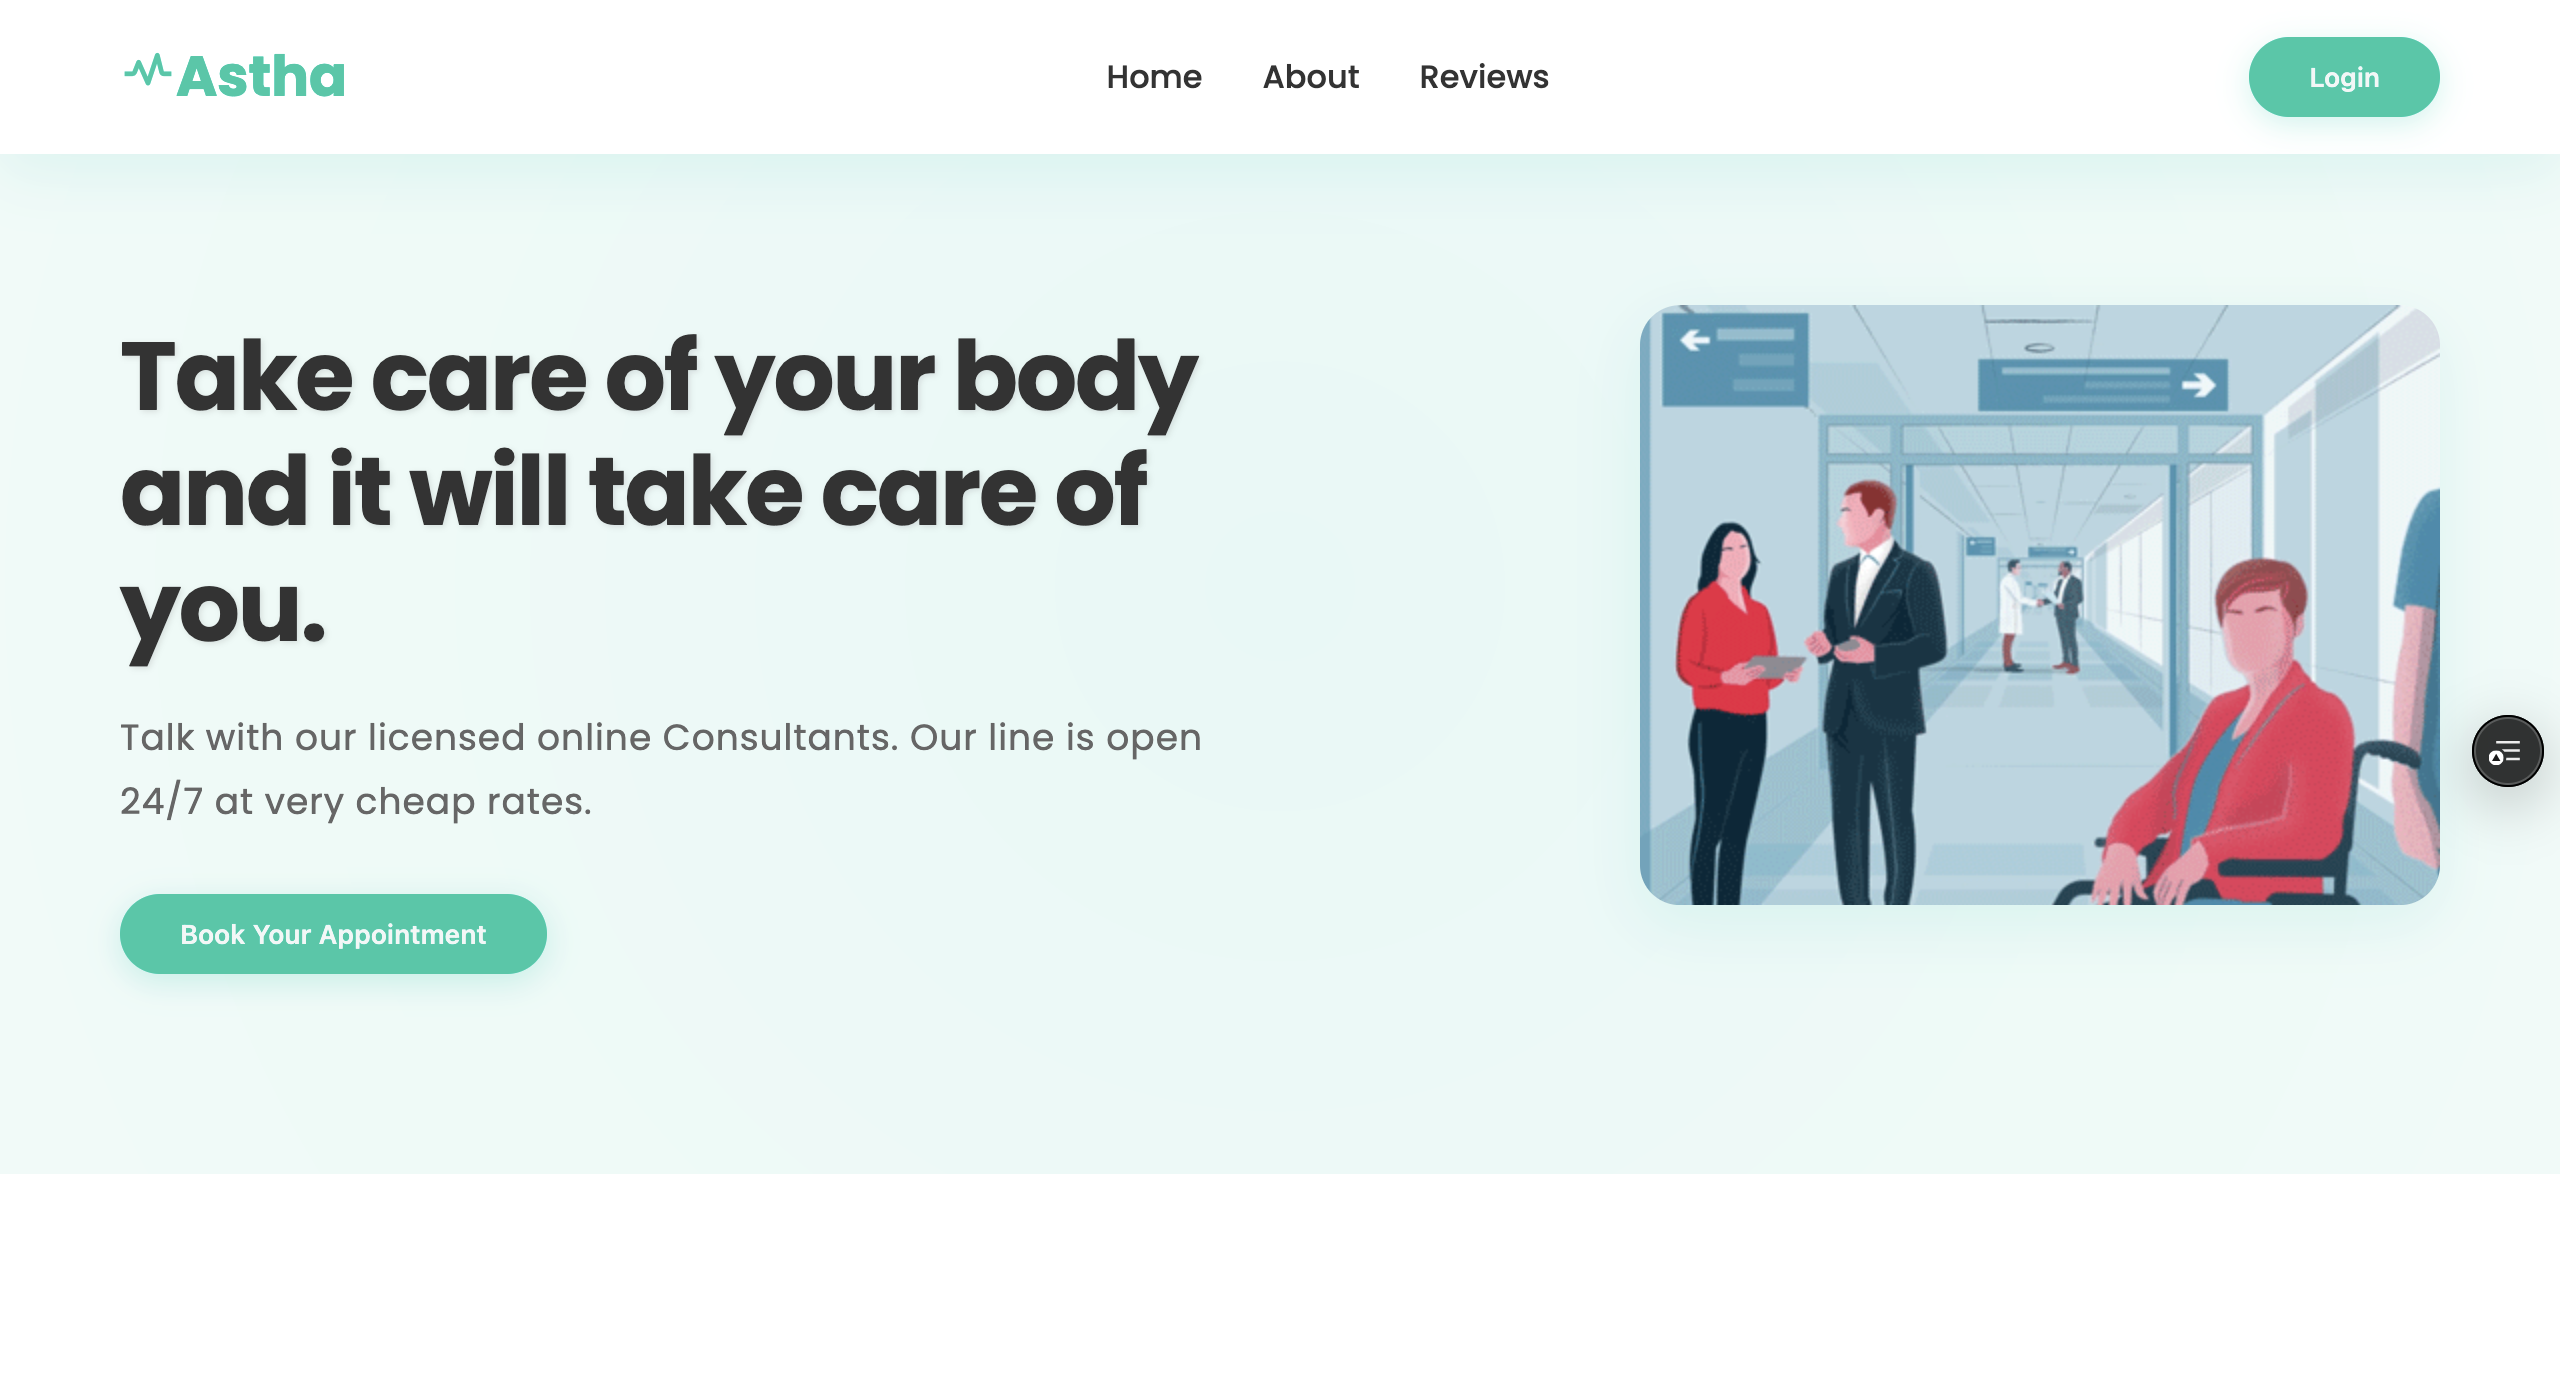 Astha
Home
About
Reviews
Login
Take care of your body
and it will take care of
you.
Talk with our licensed online Consultants. Our line is open
24/7 at very cheap rates.
Book Your Appointment